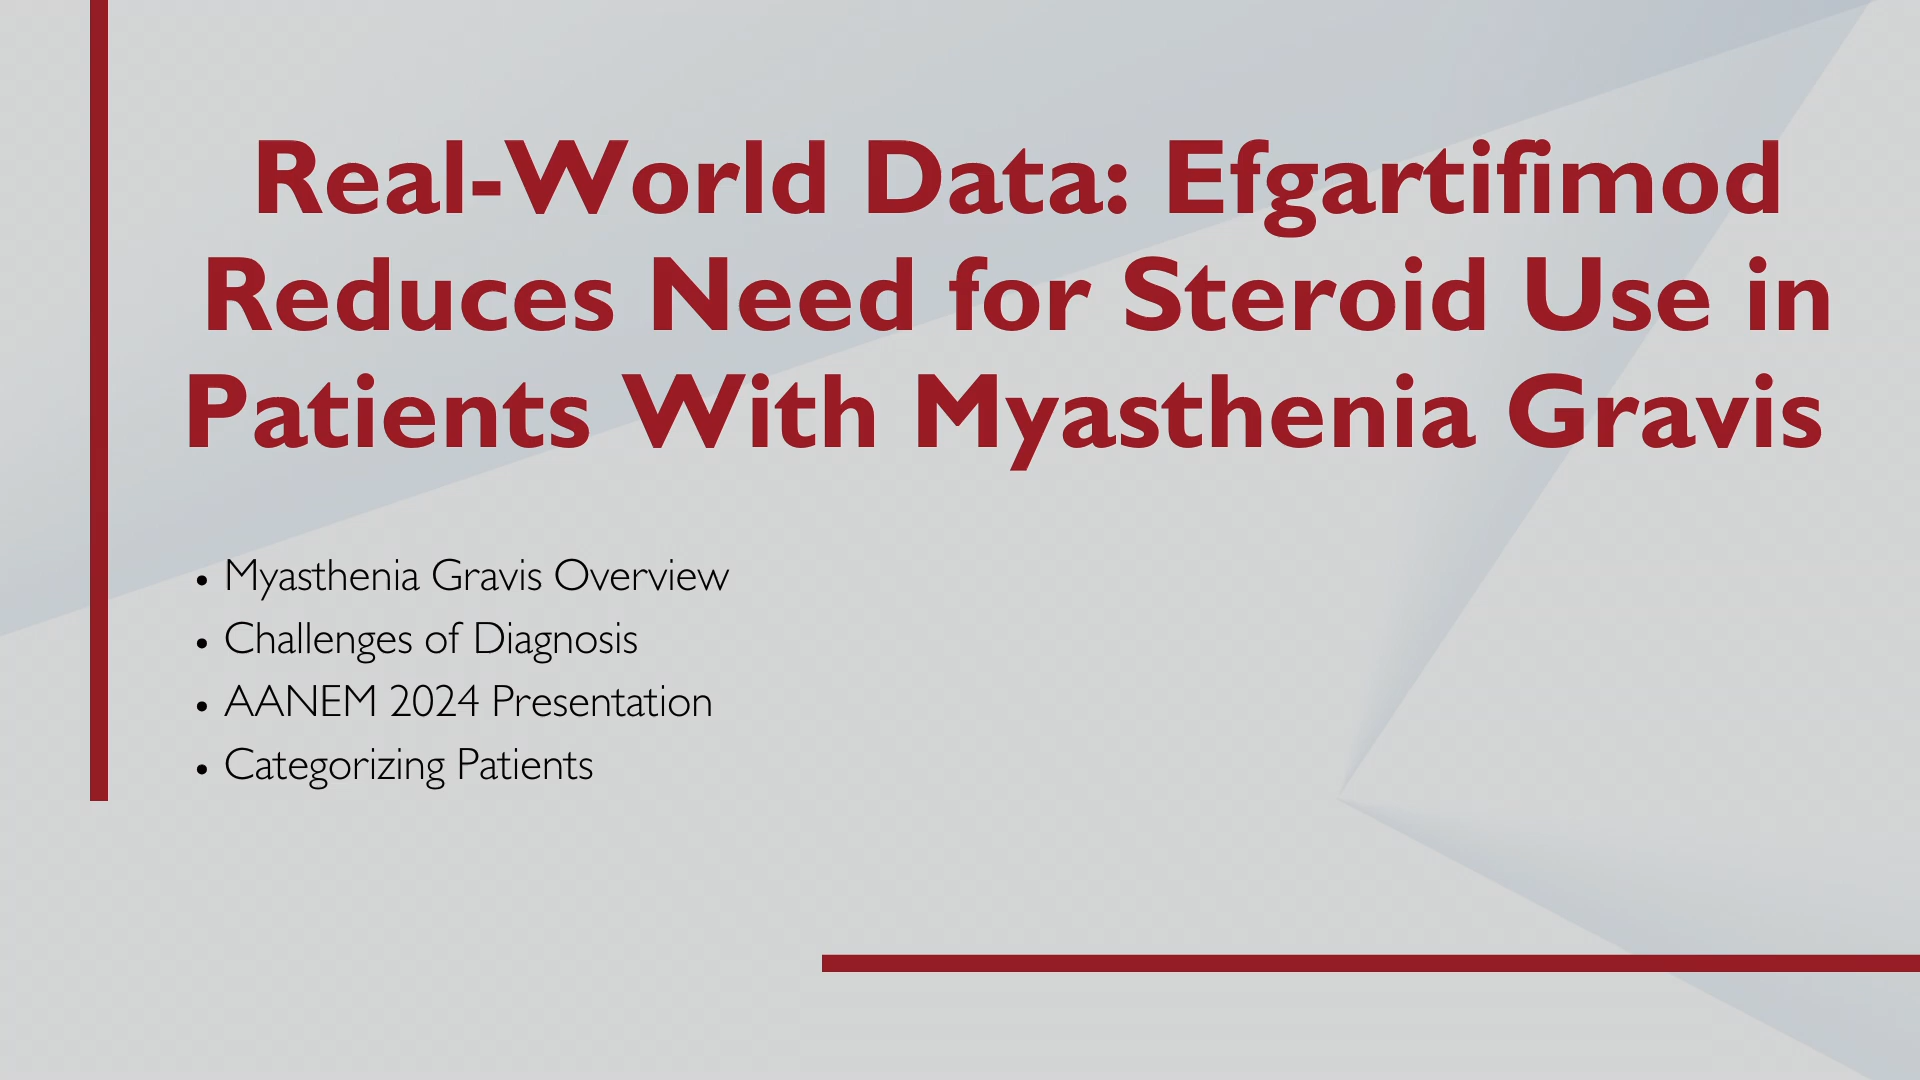 Real-World Data: Efgartifimod
Reduces Need for Steroid Use in
Patients With Myasthenia Gravis
• Myasthenia Gravis Overview
• Challenges of Diagnosis
• AANEM 2024 Presentation
• Categorizing Patients